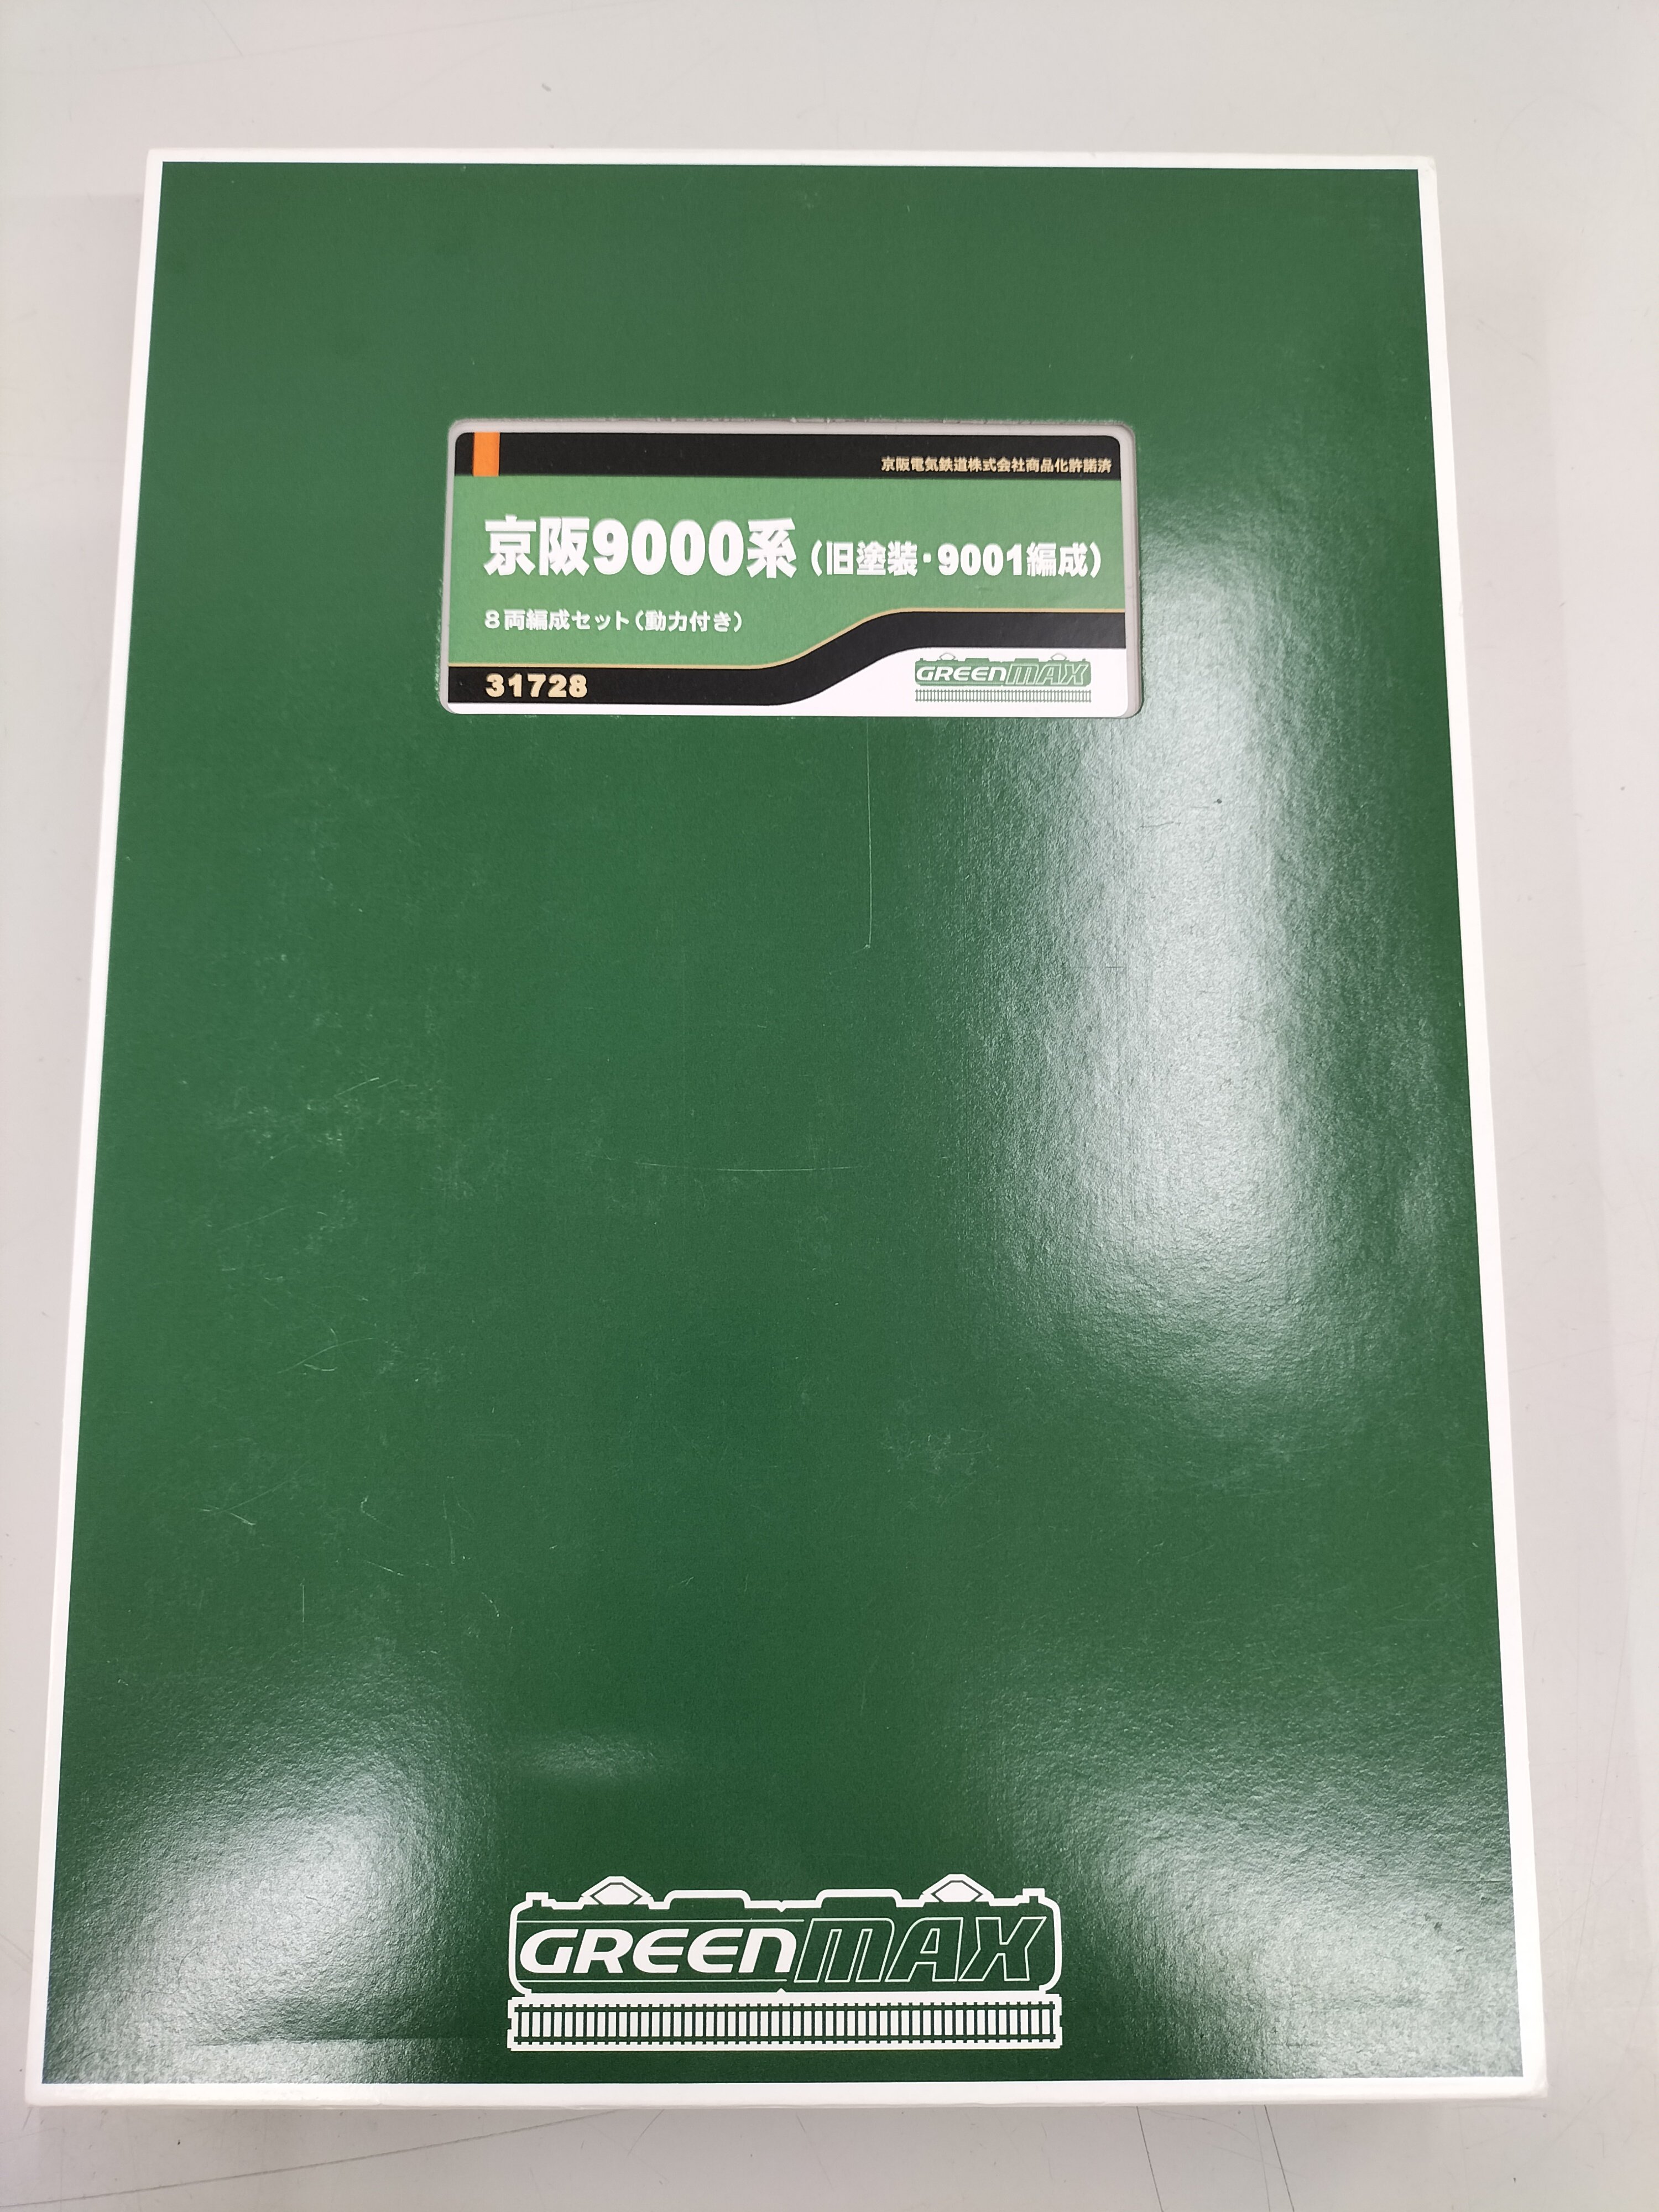 京阪電気鉄道株式会社商品化許諾済
京阪9000系(旧塗装・9001編成)
8両編成セット(動力付き)
31728
GREENMAX
GREENMAX